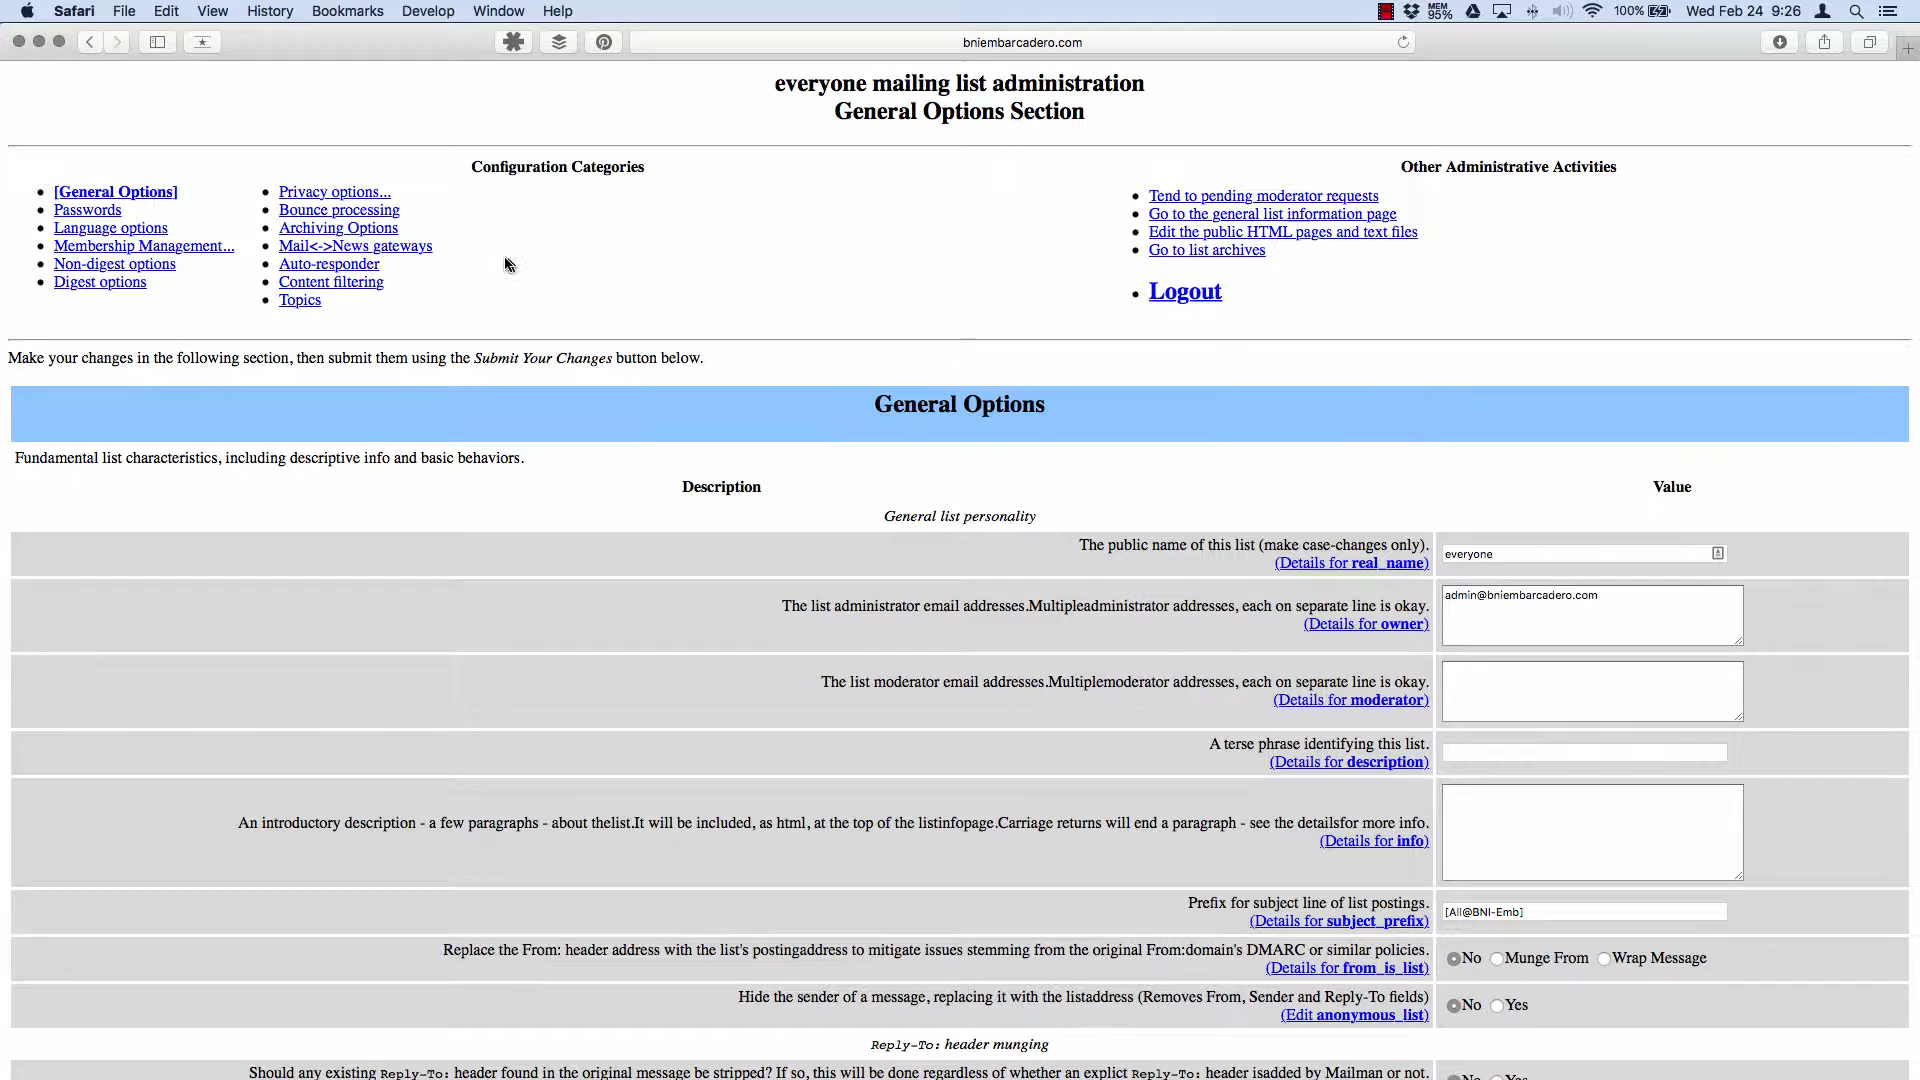 Safari File Edit View History Bookmarks Develop Window Help MEM 95% 100% Wed Feb 24 9:26
bniembarcadero.com
everyone mailing list administration
General Options Section
Configuration Categories
[General Options]
Passwords
Language options
Membership Management...
Non-digest options
Digest options
Privacy options...
Bounce processing
Archiving Options
Mail<->News gateways
Auto-responder
Content filtering
Topics
Other Administrative Activities
Tend to pending moderator requests
Go to the general list information page
Edit the public HTML pages and text files
Go to list archives
Logout
Make your changes in the following section, then submit them using the Submit Your Changes button below.
General Options
Fundamental list characteristics, including descriptive info and basic behaviors.
Description Value
General list personality
The public name of this list (make case-changes only).
(Details for real_name)
everyone
The list administrator email addresses.Multipleadministrator addresses, each on separate line is okay.
(Details for owner)
admin@bniembarcadero.com
The list moderator email addresses.Multiplemoderator addresses, each on separate line is okay.
(Details for moderator)
A terse phrase identifying this list.
(Details for description)
An introductory description - a few paragraphs - about thelist.It will be included, as html, at the top of the listinfopage.Carriage returns will end a paragraph - see the detailsfor more info.
(Details for info)
Prefix for subject line of list postings.
(Details for subject_prefix)
[All@BNI-Emb]
Replace the From: header address with the list's postingaddress to mitigate issues stemming from the original From:domain's DMARC or similar policies.
(Details for from_is_list)
No Munge From Wrap Message
Hide the sender of a message, replacing it with the listaddress (Removes From, Sender and Reply-To fields)
(Edit anonymous_list)
No Yes
Reply-To: header munging
Should any existing Reply-To: header found in the original message be stripped? If so, this will be done regardless of whether an explict Reply-To: header isadded by Mailman or not.
No Yes